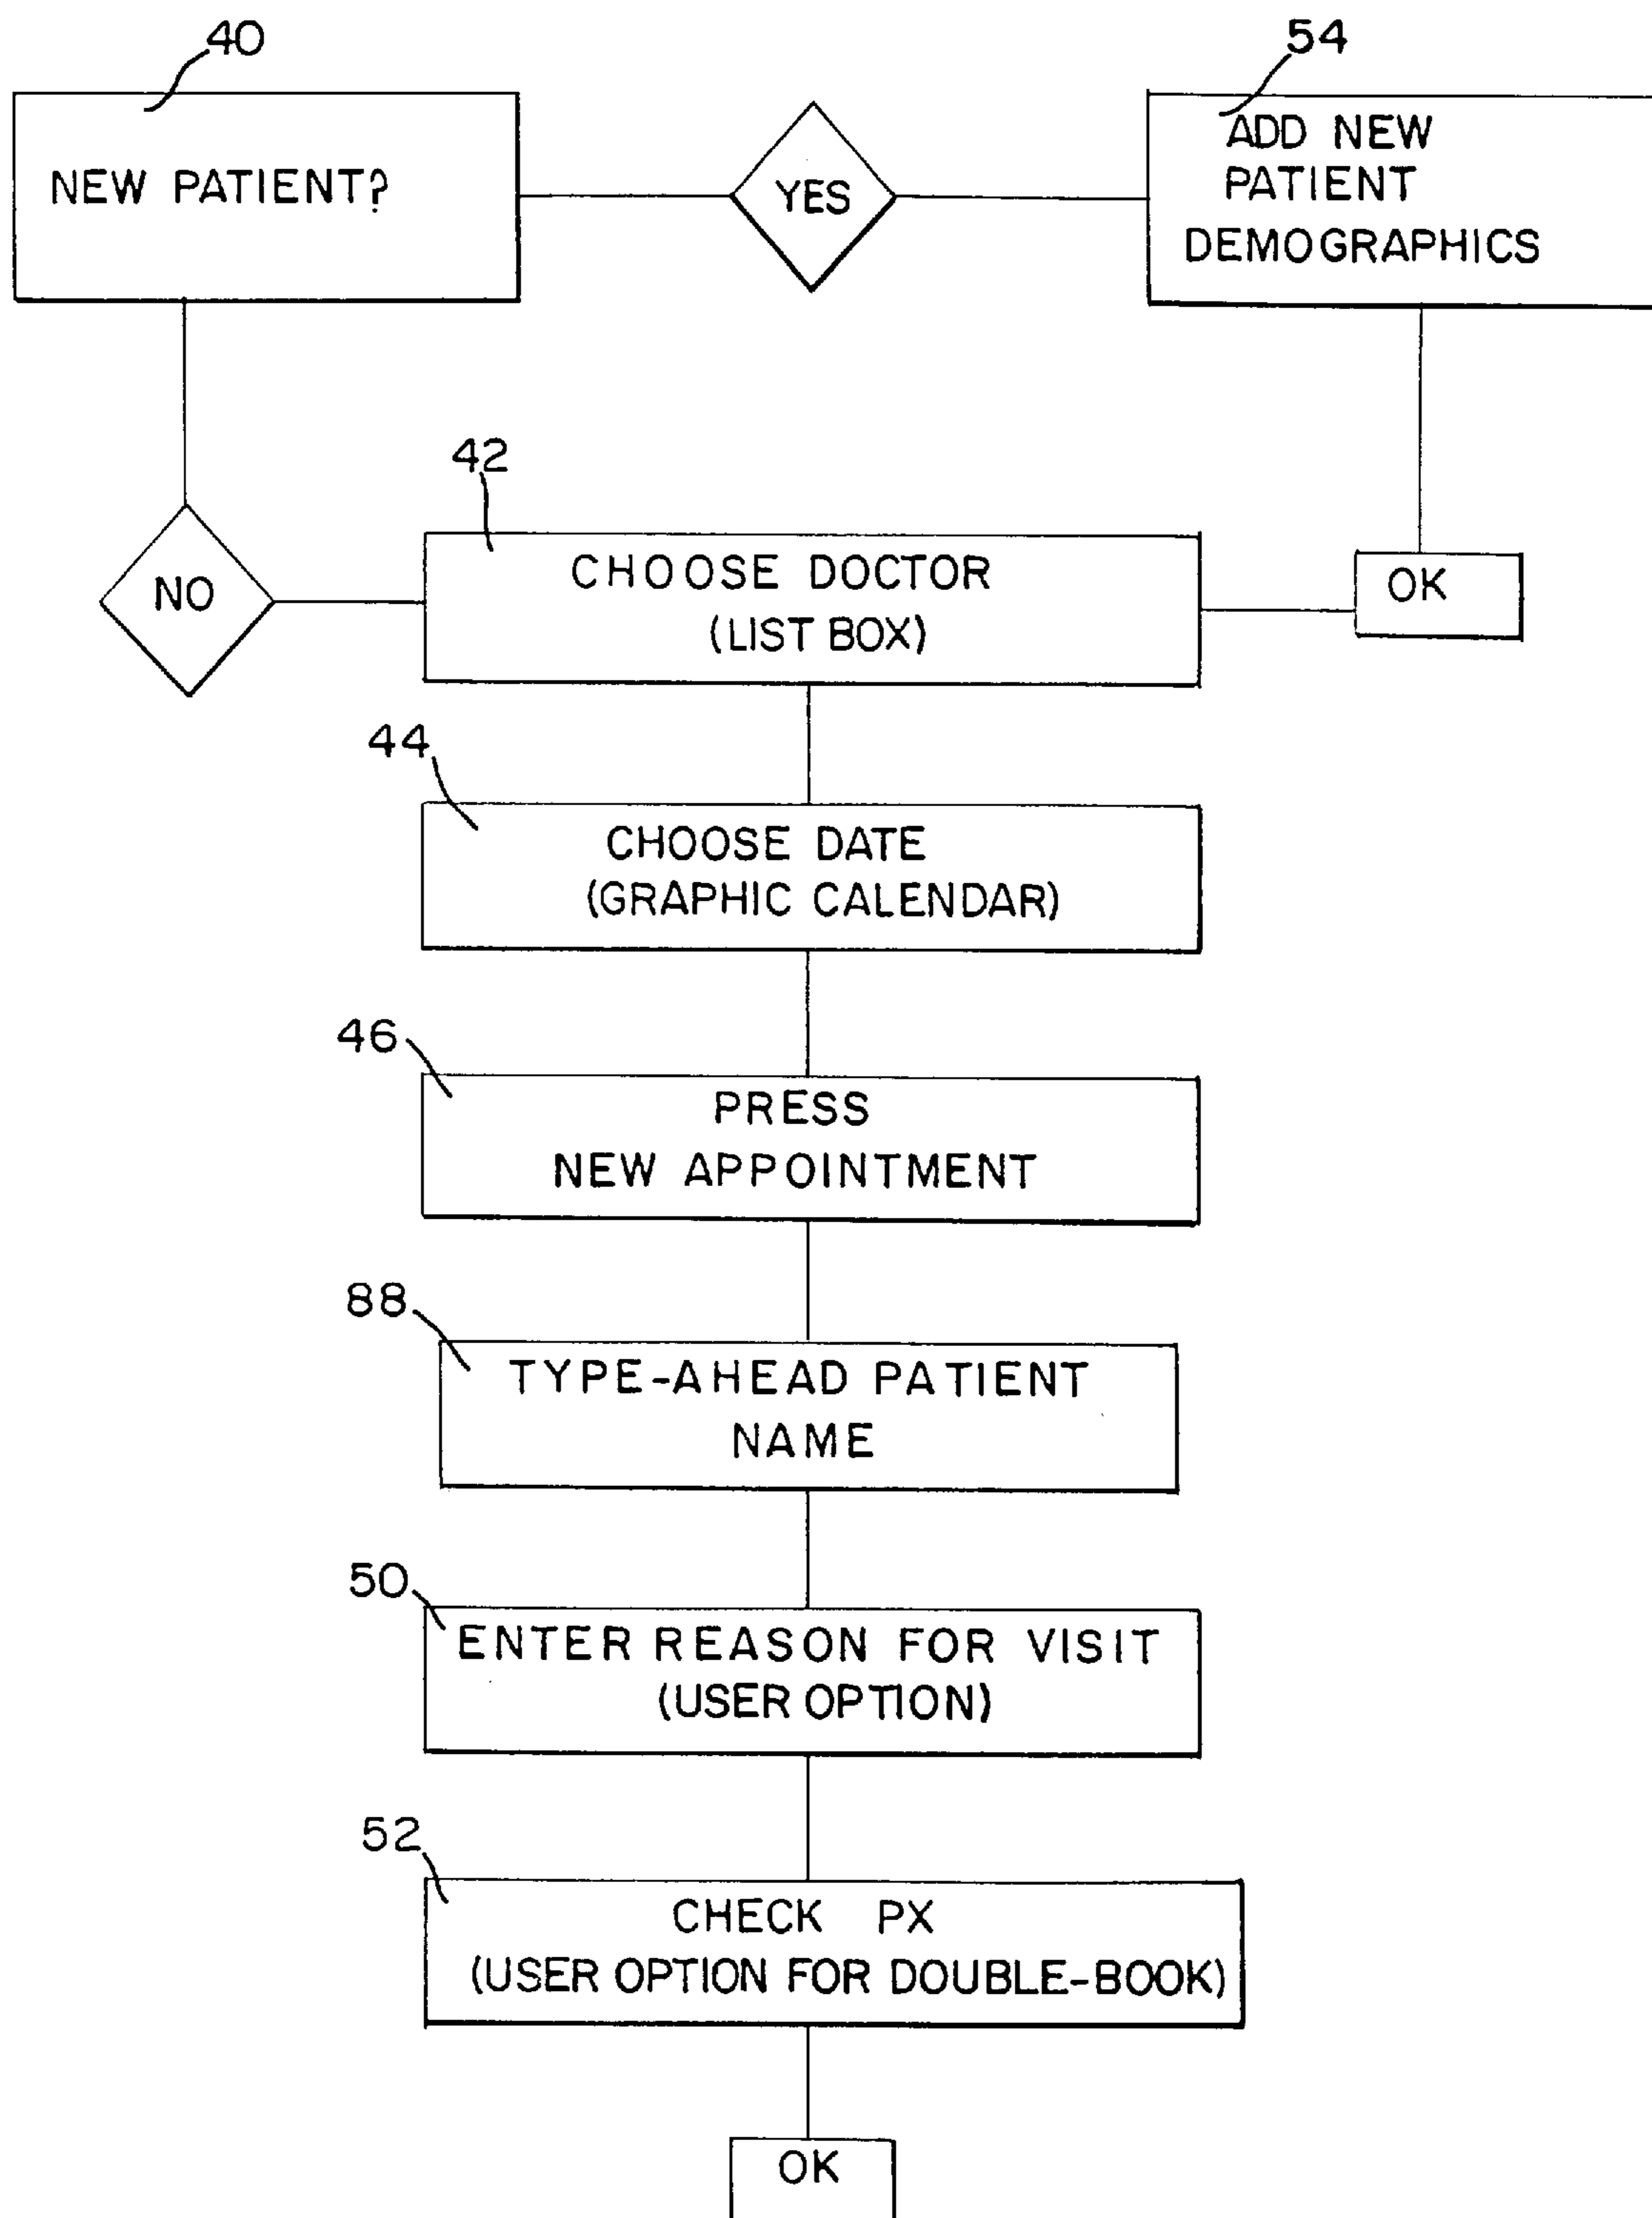 40
54
NEW PATIENT?
YES
ADD NEW
PATIENT
DEMOGRAPHICS
42
NO
CHOOSE DOCTOR
(LIST BOX)
OK
44
CHOOSE DATE
(GRAPHIC CALENDAR)
46
PRESS
NEW APPOINTMENT
88
TYPE-AHEAD PATIENT
NAME
50
ENTER REASON FOR VISIT
(USER OPTION)
52
CHECK PX
(USER OPTION FOR DOUBLE-BOOK)
OK